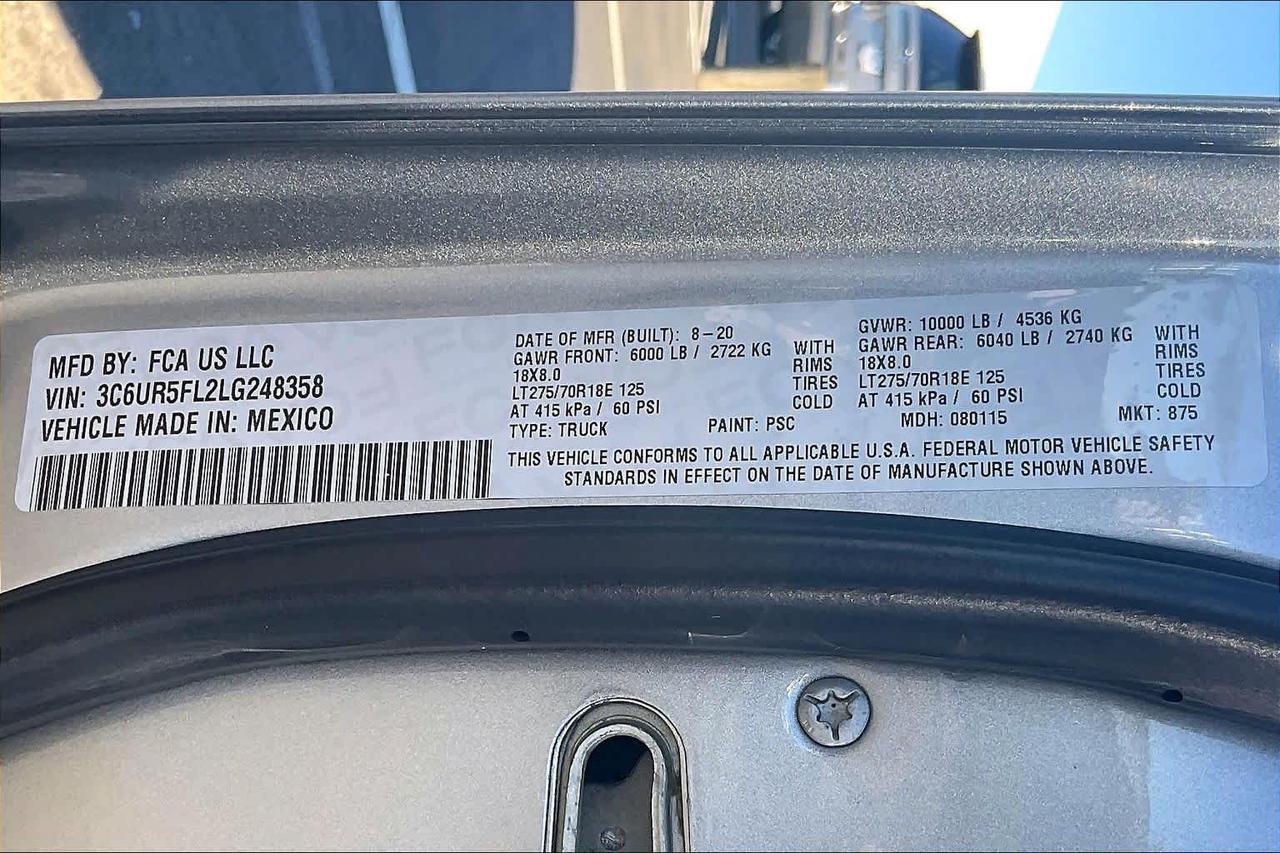 MFD BY: FCA US LLC
VIN: 3C6UR5FL2LG248358
VEHICLE MADE IN: MEXICO
DATE OF MFR (BUILT): 8-20
GAWR FRONT: 6000 LB / 2722 KG
18X8.0
LT275/70R18E 125
AT 415 kPa / 60 PSI
WITH
RIMS
TIRES
COLD
TYPE: TRUCK PAINT: PSC
GVWR: 10000 LB / 4536 KG
GAWR REAR: 6040 LB / 2740 KG
18X8.0
LT275/70R18E 125
AT 415 kPa / 60 PSI
WITH
RIMS
TIRES
COLD
MDH: 080115 MKT: 875
THIS VEHICLE CONFORMS TO ALL APPLICABLE U.S.A. FEDERAL MOTOR VEHICLE SAFETY
STANDARDS IN EFFECT ON THE DATE OF MANUFACTURE SHOWN ABOVE.